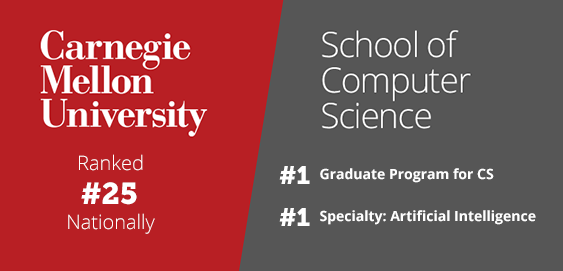 Carnegie
Mellon
University
Ranked
#25
Nationally
School of
Computer
Science
#1 Graduate Program for CS
#1 Specialty: Artificial Intelligence